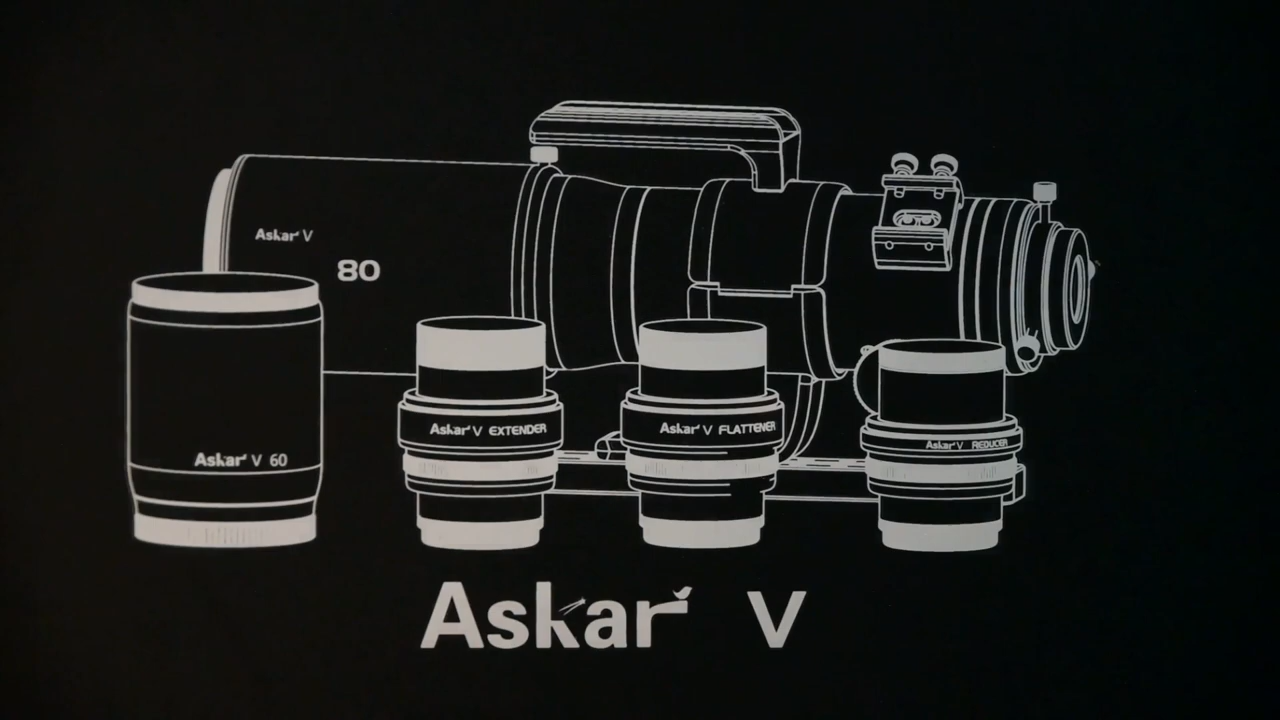 Askar V
80
Askar V 60
Askar V EXTENDER
Askar V FLATTENER
Askar V REDUCER
Askar V